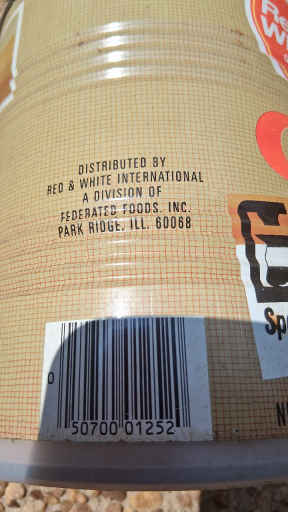 DISTRIBUTED BY
RED & WHITE INTERNATIONAL
A DIVISION OF
FEDERATED FOODS, INC.
PARK RIDGE, ILL. 60068
0 50700 01252